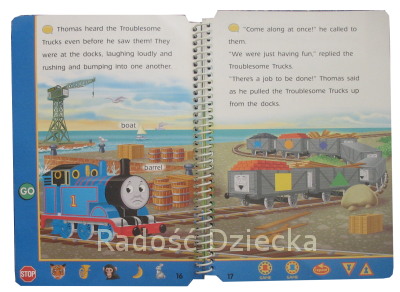 Thomas heard the Troublesome
Trucks even before he saw them! They
were at the docks, laughing loudly and
rushing and bumping into one another.
boat
barrel
GO
1
STOP
16
"Come along at once!" he called to
them.
"We were just having fun," replied the
Troublesome Trucks.
"There's a job to be done!" Thomas said
as he pulled the Troublesome Trucks up
from the docks.
17
Radość Dziecka